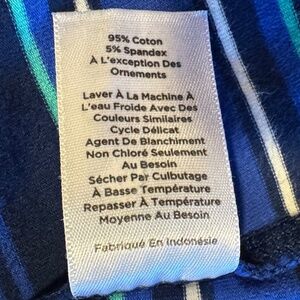 95% Coton
5% Spandex
À L'exception Des
Ornements
Laver À La Machine À
L'eau Froide Avec Des
Couleurs Similaires
Cycle Délicat
Agent De Blanchiment
Non Chloré Seulement
Au Besoin
Sécher Par Culbutage
À Basse Température
Repasser À Température
Moyenne Au Besoin
Fabriqué En Indonésie